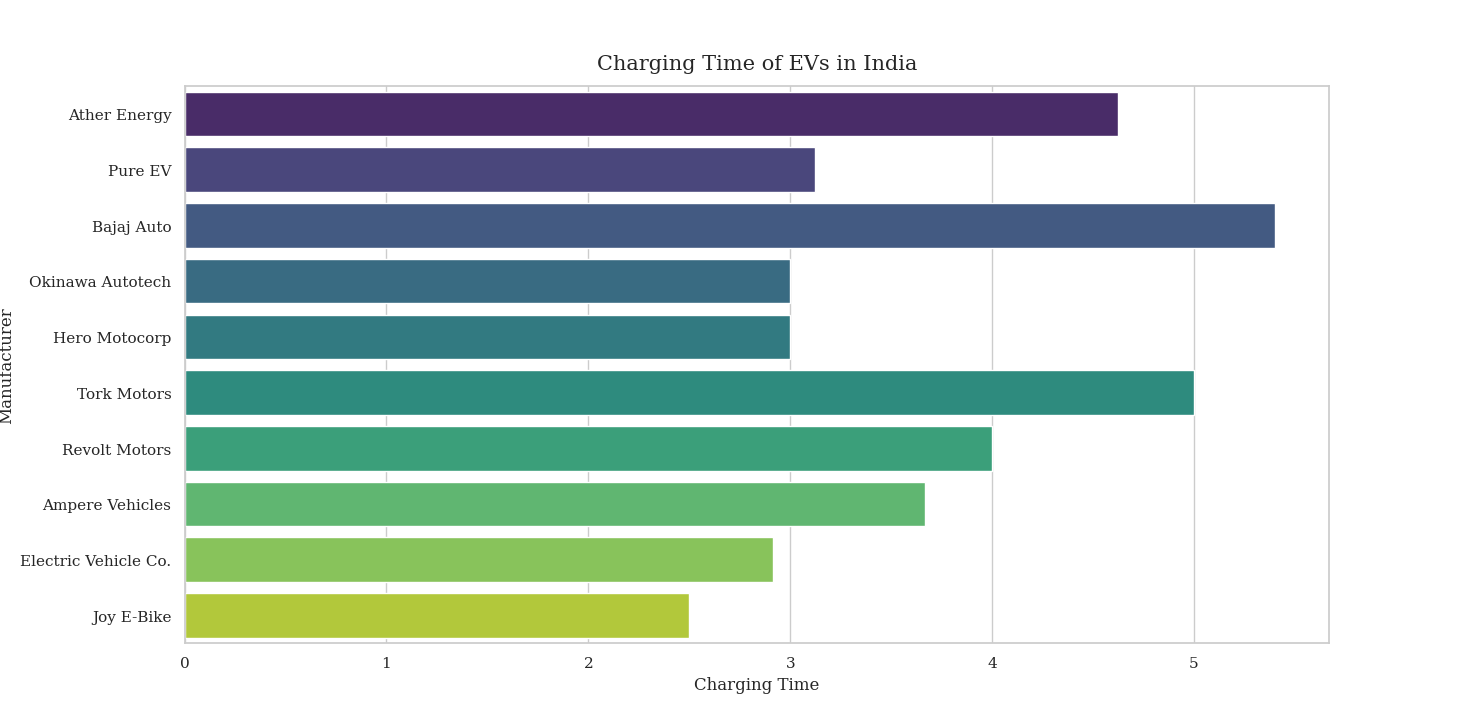 Charging Time of EVs in India
Manufacturer
Ather Energy
Pure EV
Bajaj Auto
Okinawa Autotech
Hero Motocorp
Tork Motors
Revolt Motors
Ampere Vehicles
Electric Vehicle Co.
Joy E-Bike
0 1 2 3 4 5
Charging Time